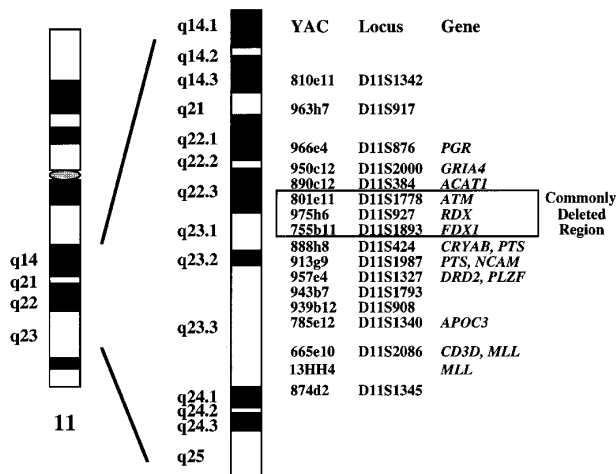 q14
q21
q22
q23
11
q14.1
q14.2
q14.3
q21
q22.1
q22.2
q22.3
q23.1
q23.2
q23.3
q24.1
q24.2
q24.3
q25
YAC Locus Gene
810e11 D11S1342
963h7 D11S917
966e4 D11S876 PGR
950c12 D11S2000 GRIA4
890c12 D11S384 ACAT1
801e11 D11S1778 ATM
975h6 D11S927 RDX
755b11 D11S1893 FDX1
Commonly
Deleted
Region
888h8 D11S424 CRYAB, PTS
913g9 D11S1987 PTS, NCAM
957e4 D11S1327 DRD2, PLZF
943b7 D11S1793
939b12 D11S908
785e12 D11S1340 APOC3
665e10 D11S2086 CD3D, MLL
13HH4 MLL
874d2 D11S1345